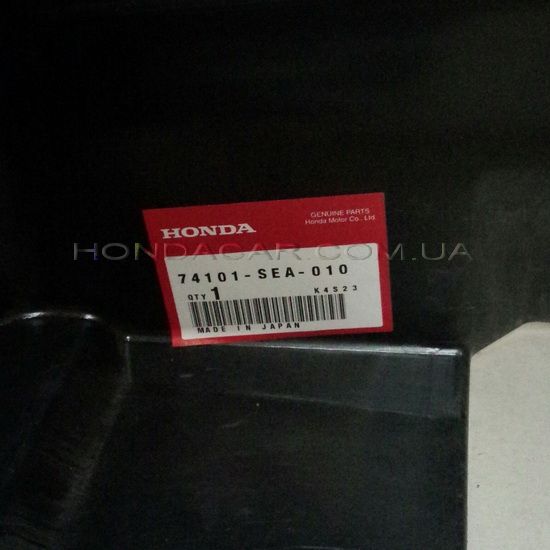 HONDA
GENUINE PARTS
Honda Motor Co., Ltd.
HONDACAR.COM.UA
74101-SEA-010
QTY 1 K4S23
MADE IN JAPAN